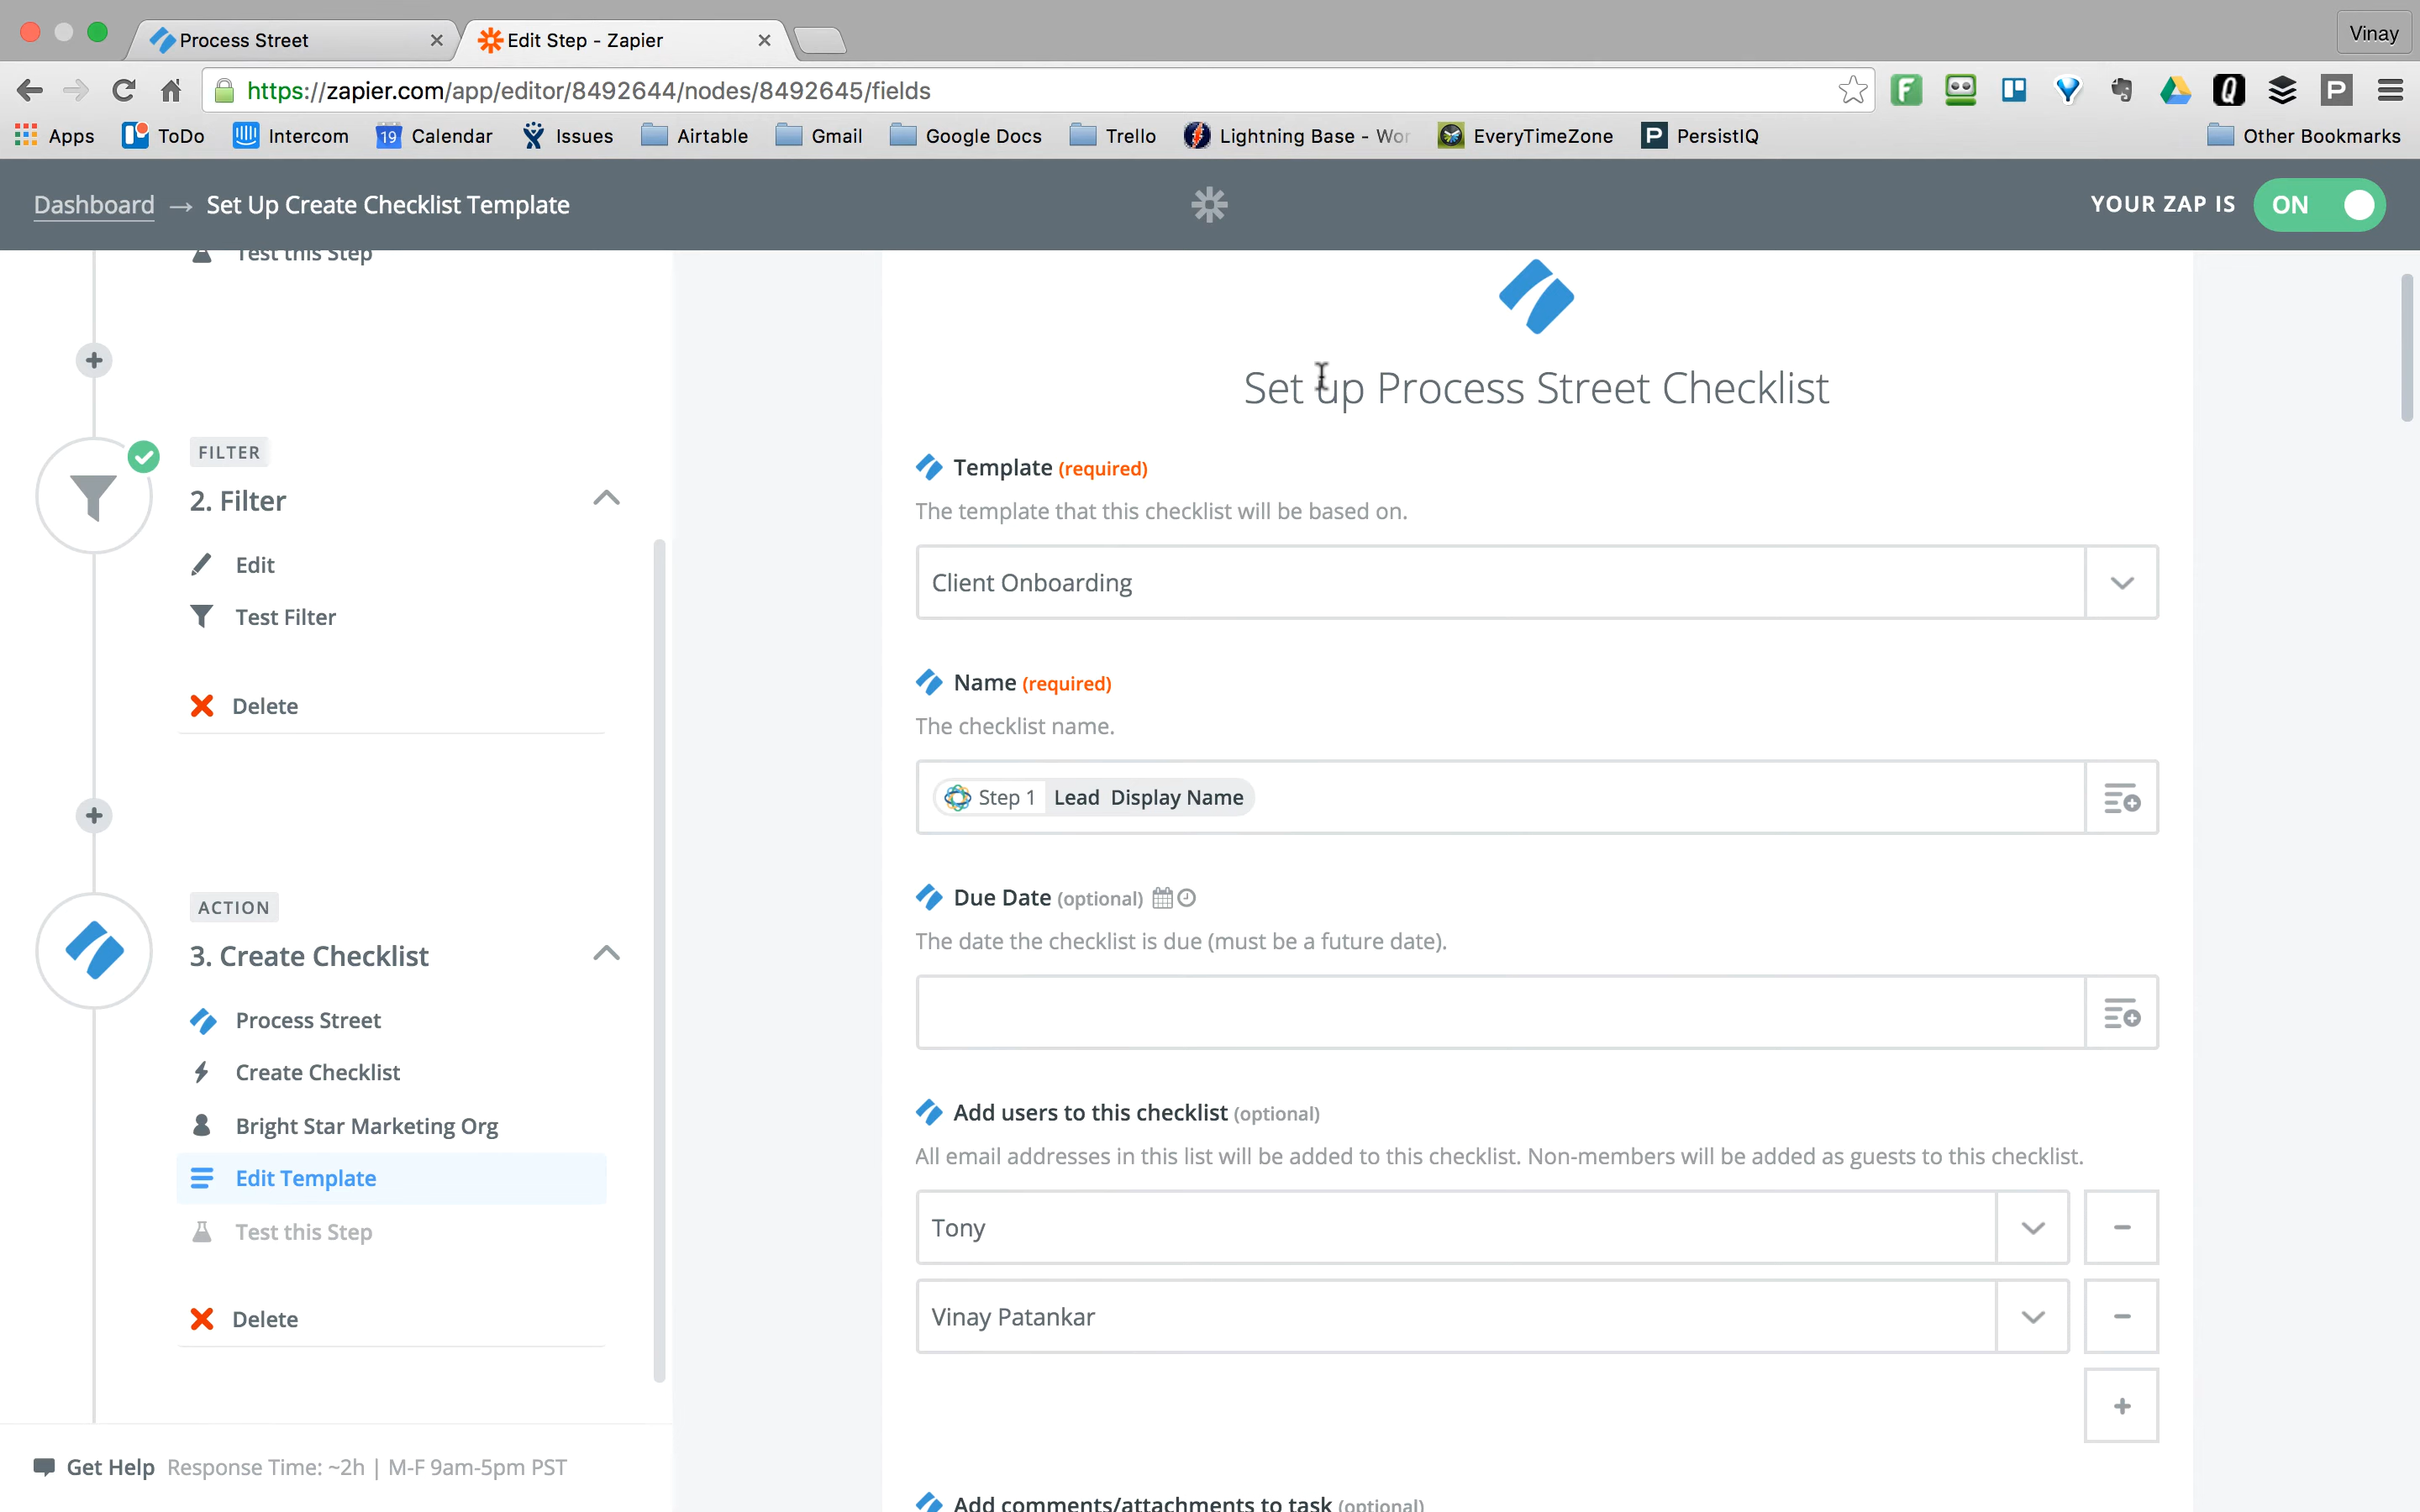 Process Street
Edit Step - Zapier
Vinay
https://zapier.com/app/editor/8492644/nodes/8492645/fields
Apps
ToDo
Intercom
19 Calendar
Issues
Airtable
Gmail
Google Docs
Trello
Lightning Base - Wor
EveryTimeZone
P PersistIQ
Other Bookmarks
Dashboard → Set Up Create Checklist Template
YOUR ZAP IS ON
Test this Step
FILTER
2. Filter
Edit
Test Filter
Delete
ACTION
3. Create Checklist
Process Street
Create Checklist
Bright Star Marketing Org
Edit Template
Test this Step
Delete
Get Help Response Time: ~2h | M-F 9am-5pm PST
Set up Process Street Checklist
Template (required)
The template that this checklist will be based on.
Client Onboarding
Name (required)
The checklist name.
Step 1 Lead Display Name
Due Date (optional)
The date the checklist is due (must be a future date).
Add users to this checklist (optional)
All email addresses in this list will be added to this checklist. Non-members will be added as guests to this checklist.
Tony
Vinay Patankar
Add comments/attachments to task (optional)